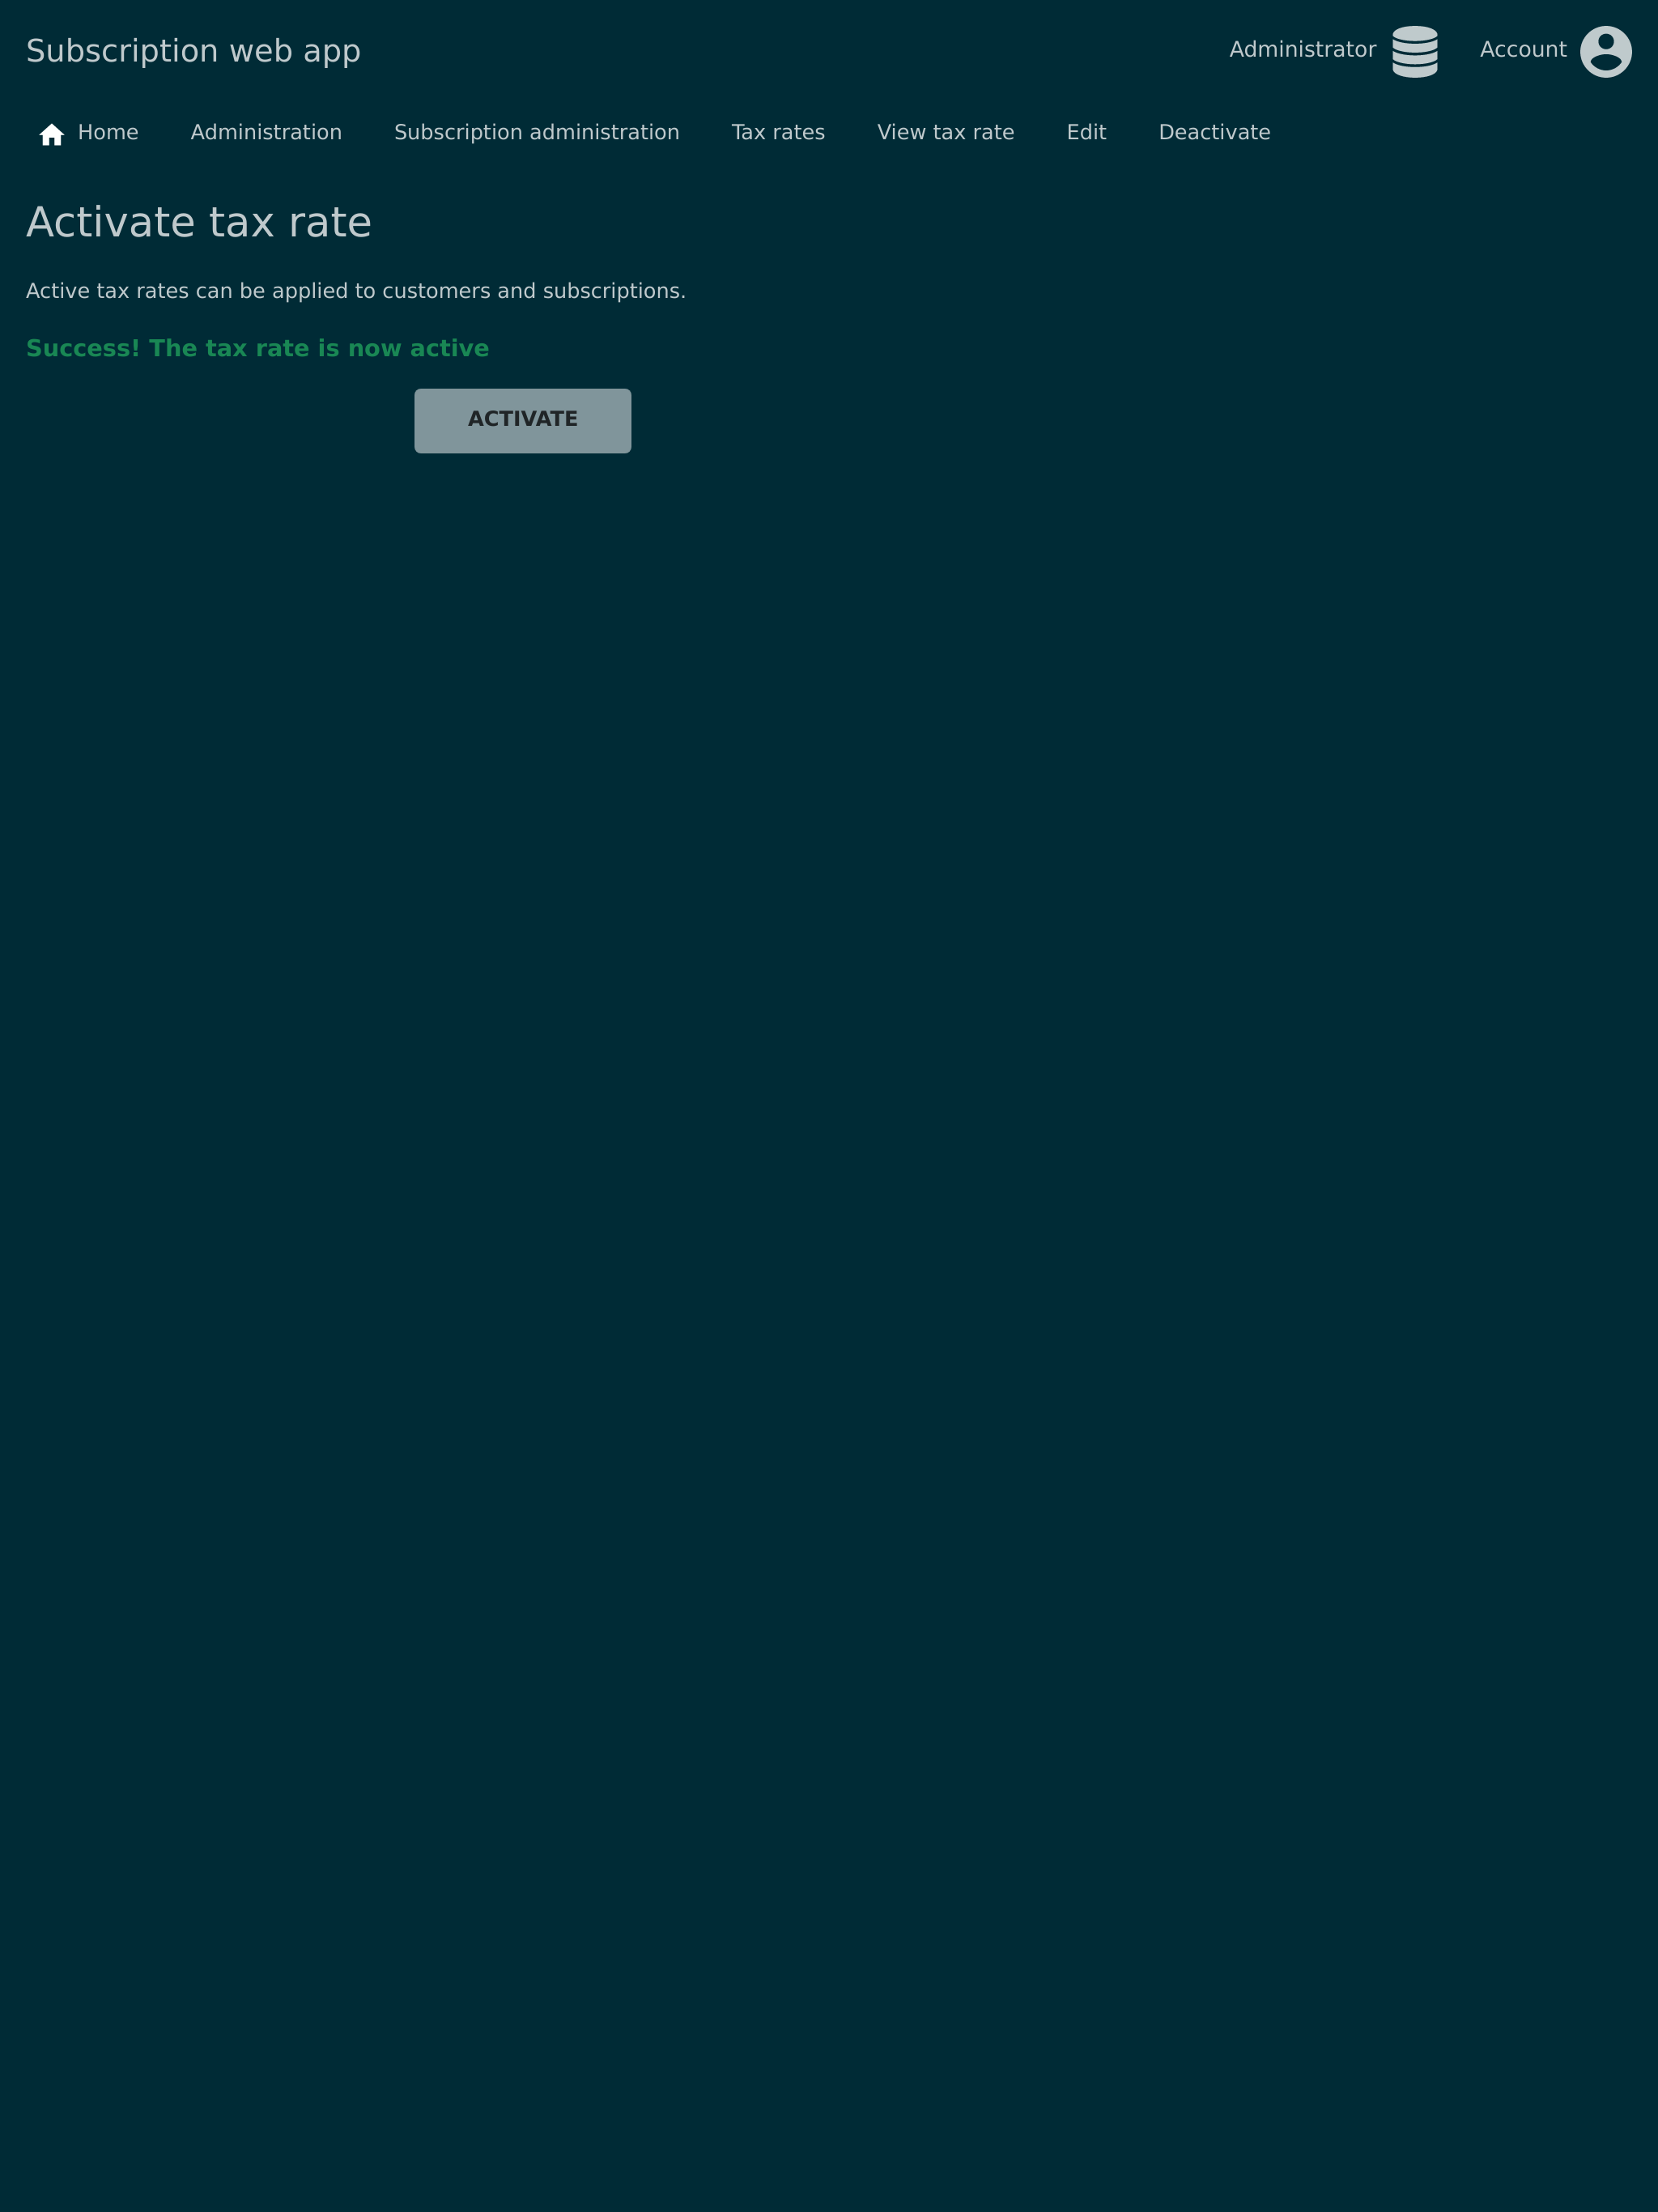 Subscription web app
Administrator
Account
Home
Administration
Subscription administration
Tax rates
View tax rate
Edit
Deactivate
Activate tax rate
Active tax rates can be applied to customers and subscriptions.
Success! The tax rate is now active
ACTIVATE